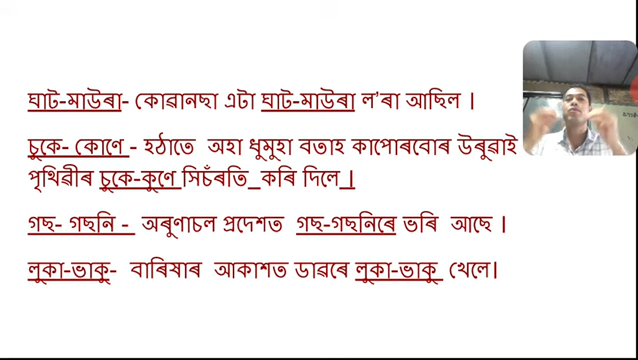 ঘাট-মাউৰা- কোৱানছা এটা ঘাট-মাউৰা ল'ৰা আছিল ।
চুকে- কোণে - হঠাতে অহা ধুমুহা বতাহ কাপোৰবোৰ উৰুৱাই
পৃথিৱীৰ চুকে-কুণে সিচঁৰতি কৰি দিলে ।
গছ- গছনি - অৰুণাচল প্ৰদেশত গছ-গছনিৰে ভৰি আছে ।
লুকা-ভাকু- বাৰিষাৰ আকাশত ডাৱৰে লুকা-ভাকু খেলে।